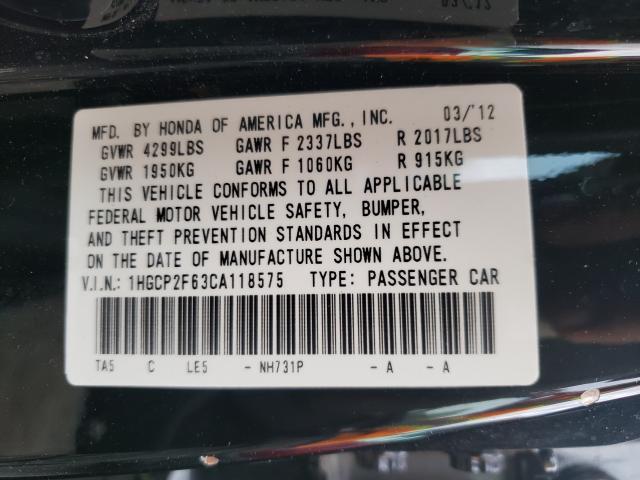 MFD. BY HONDA OF AMERICA MFG., INC. 03/'12
GVWR 4299LBS GAWR F 2337LBS R 2017LBS
GVWR 1950KG GAWR F 1060KG R 915KG
THIS VEHICLE CONFORMS TO ALL APPLICABLE
FEDERAL MOTOR VEHICLE SAFETY, BUMPER,
AND THEFT PREVENTION STANDARDS IN EFFECT
ON THE DATE OF MANUFACTURE SHOWN ABOVE.
V.I.N.: 1HGCP2F63CA118575 TYPE: PASSENGER CAR
TA5 C LE5 - NH731P - A - A